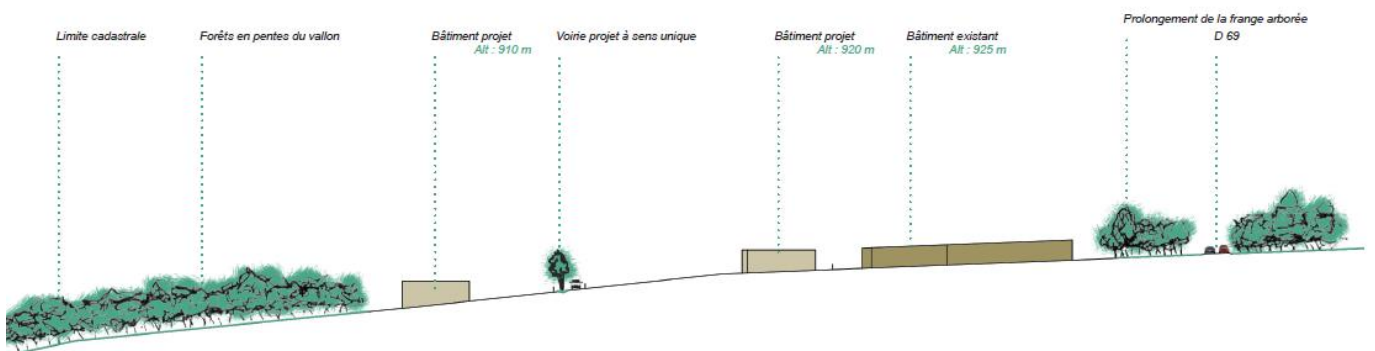 Limite cadastrale
Forêts en pentes du vallon
Bâtiment projet
Alt : 910 m
Voirie projet à sens unique
Bâtiment projet
Alt : 920 m
Bâtiment existant
Alt : 925 m
Prolongement de la frange arborée
D 69